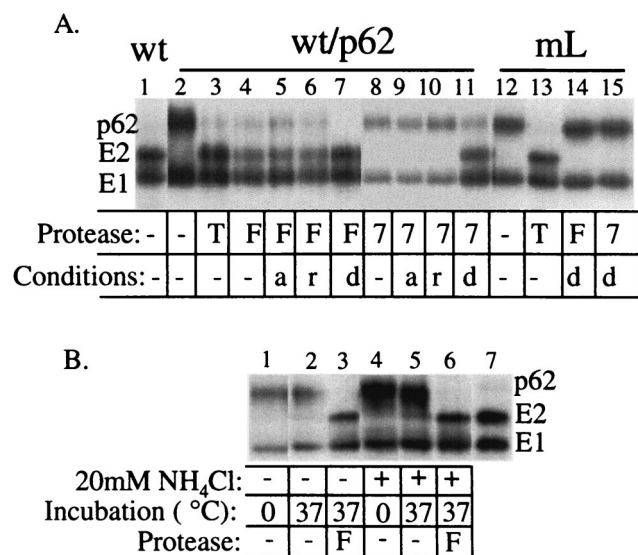 A.
wt wt/p62 mL
1 2 3 4 5 6 7 8 9 10 11 12 13 14 15
p62
E2
E1
Protease: - - T F F F F 7 7 7 7 - T F 7
Conditions: - - - - a r d - a r d - - d d
B.
1 2 3 4 5 6 7
p62
E2
E1
20mM NH₄Cl: - - - + + +
Incubation ( °C): 0 37 37 0 37 37
Protease: - - F - - F